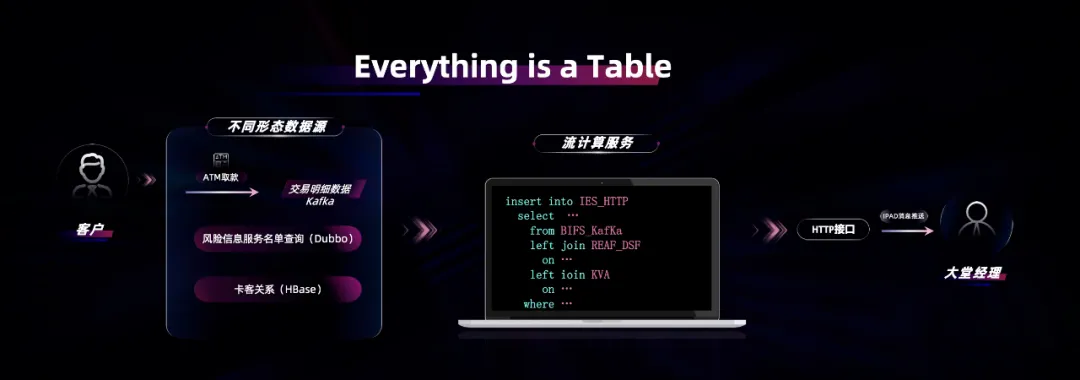 Everything is a Table
不同形态数据源
ATM
ATM取款
交易明细数据
Kafka
风险信息服务名单查询（Dubbo）
卡客关系（HBase）
客户
流计算服务
insert into IES_HTTP
select ···
from BIFS_KafKa
left join REAF_DSF
on ···
left ioin KVA
on ···
where ···
HTTP接口
IPAD消息推送
大堂经理